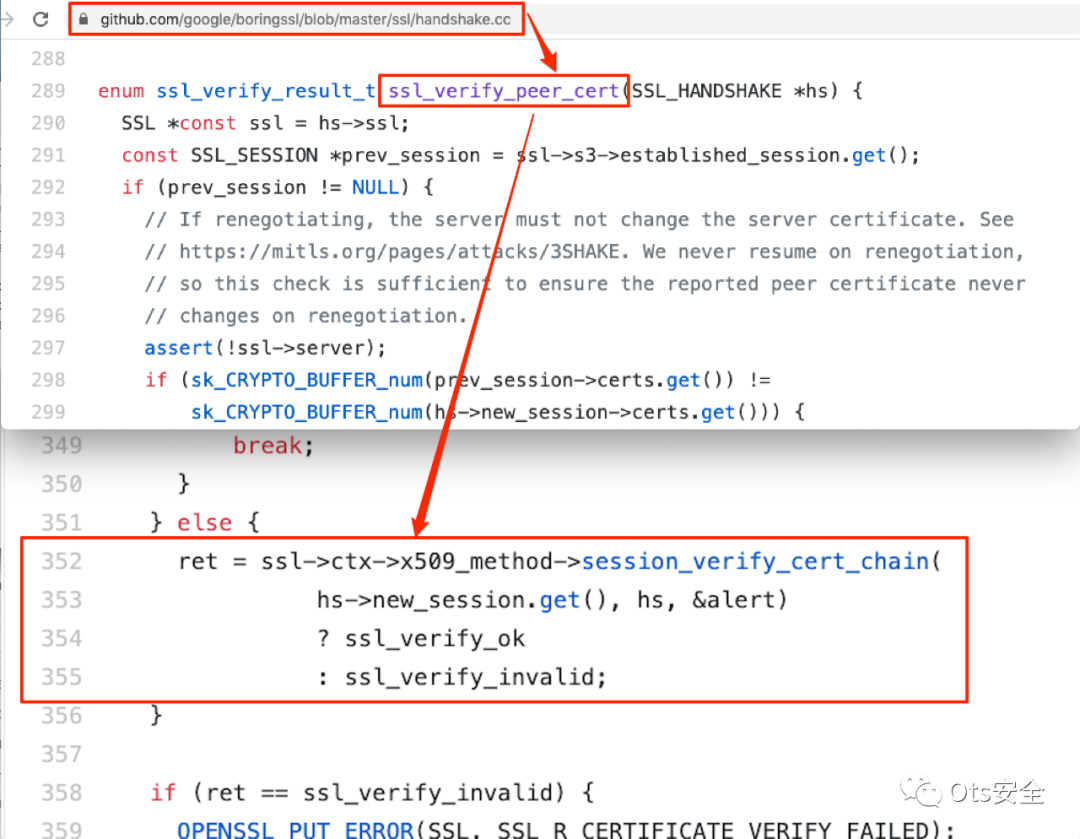 github.com/google/boringssl/blob/master/ssl/handshake.cc
288
289 enum ssl_verify_result_t ssl_verify_peer_cert(SSL_HANDSHAKE *hs) {
290 SSL *const ssl = hs->ssl;
291 const SSL_SESSION *prev_session = ssl->s3->established_session.get();
292 if (prev_session != NULL) {
293 // If renegotiating, the server must not change the server certificate. See
294 // https://mitls.org/pages/attacks/3SHAKE. We never resume on renegotiation,
295 // so this check is sufficient to ensure the reported peer certificate never
296 // changes on renegotiation.
297 assert(!ssl->server);
298 if (sk_CRYPTO_BUFFER_num(prev_session->certs.get()) !=
299 sk_CRYPTO_BUFFER_num(hs->new_session->certs.get())) {
349 break;
350 }
351 } else {
352 ret = ssl->ctx->x509_method->session_verify_cert_chain(
353 hs->new_session.get(), hs, &alert)
354 ? ssl_verify_ok
355 : ssl_verify_invalid;
356 }
357
358 if (ret == ssl_verify_invalid) {
359 OPENSSL_PUT_ERROR(SSL, SSL_R_CERTIFICATE_VERIFY_FAILED);
Ots安全